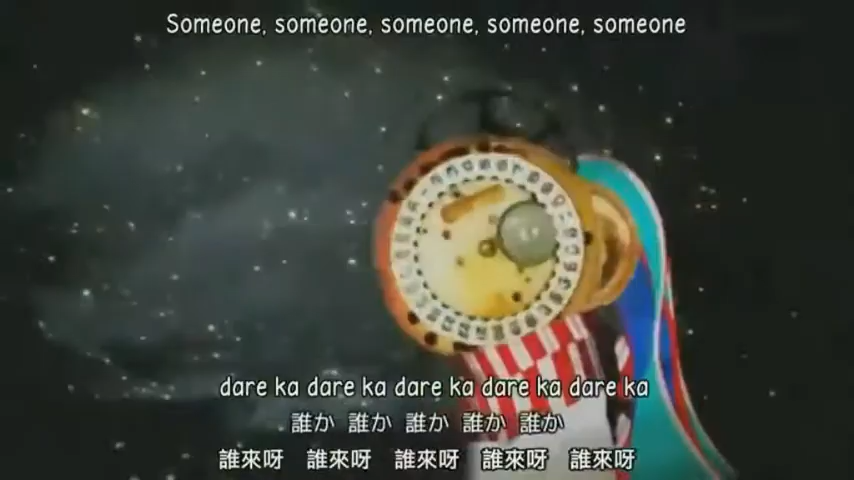 Someone, someone, someone, someone, someone
dare ka dare ka dare ka dare ka dare ka
誰か 誰か 誰か 誰か 誰か
誰來呀 誰來呀 誰來呀 誰來呀 誰來呀